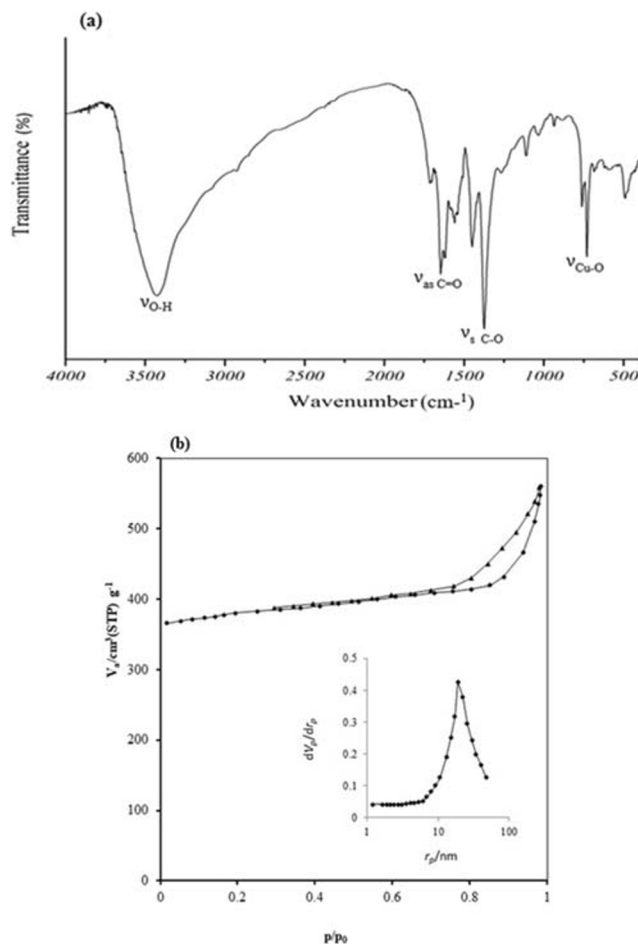 (a)
Transmittance (%)
νO-H
νas C=O
νs C-O
νCu-O
4000 3500 3000 2500 2000 1500 1000 500
Wavenumber (cm-1)
(b)
600
500
400
300
200
100
0
Va/cm3(STP) g-1
0 0.2 0.4 0.6 0.8 1
p/p0
0.5
0.4
0.3
0.2
0.1
0
dVp/drp
1 10 100
rp/nm